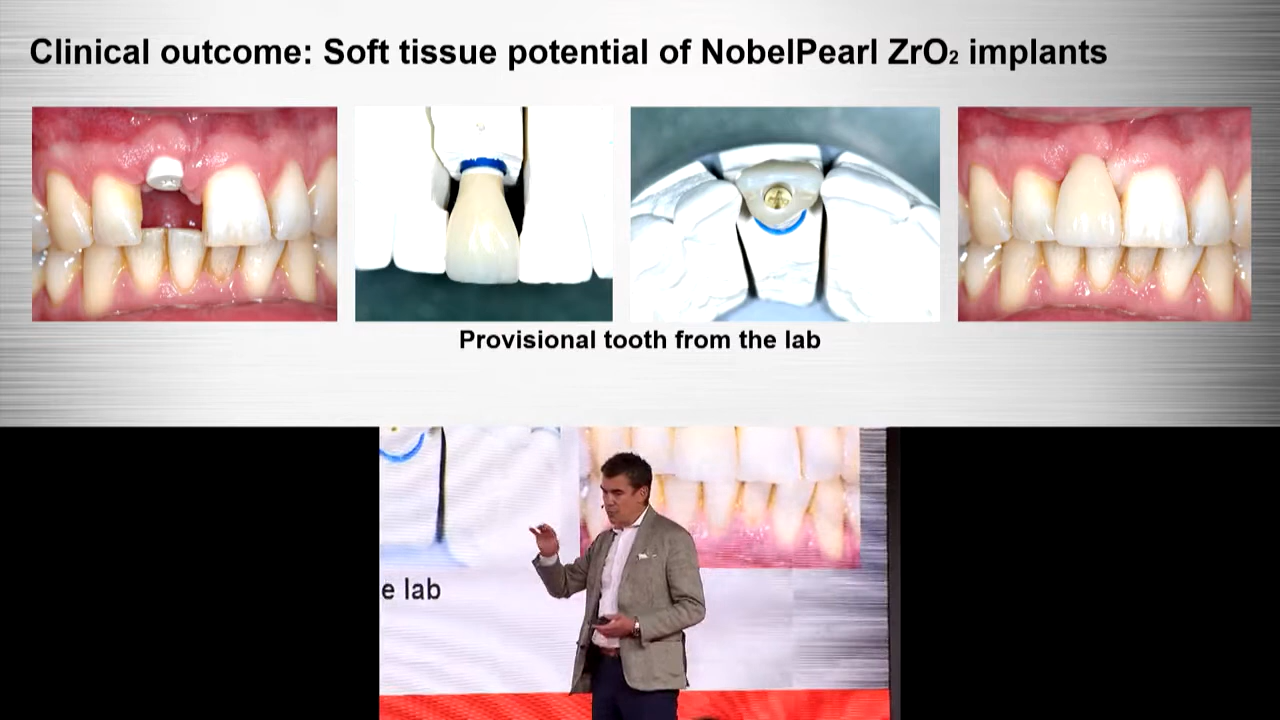 Clinical outcome: Soft tissue potential of NobelPearl ZrO₂ implants
Provisional tooth from the lab
e lab